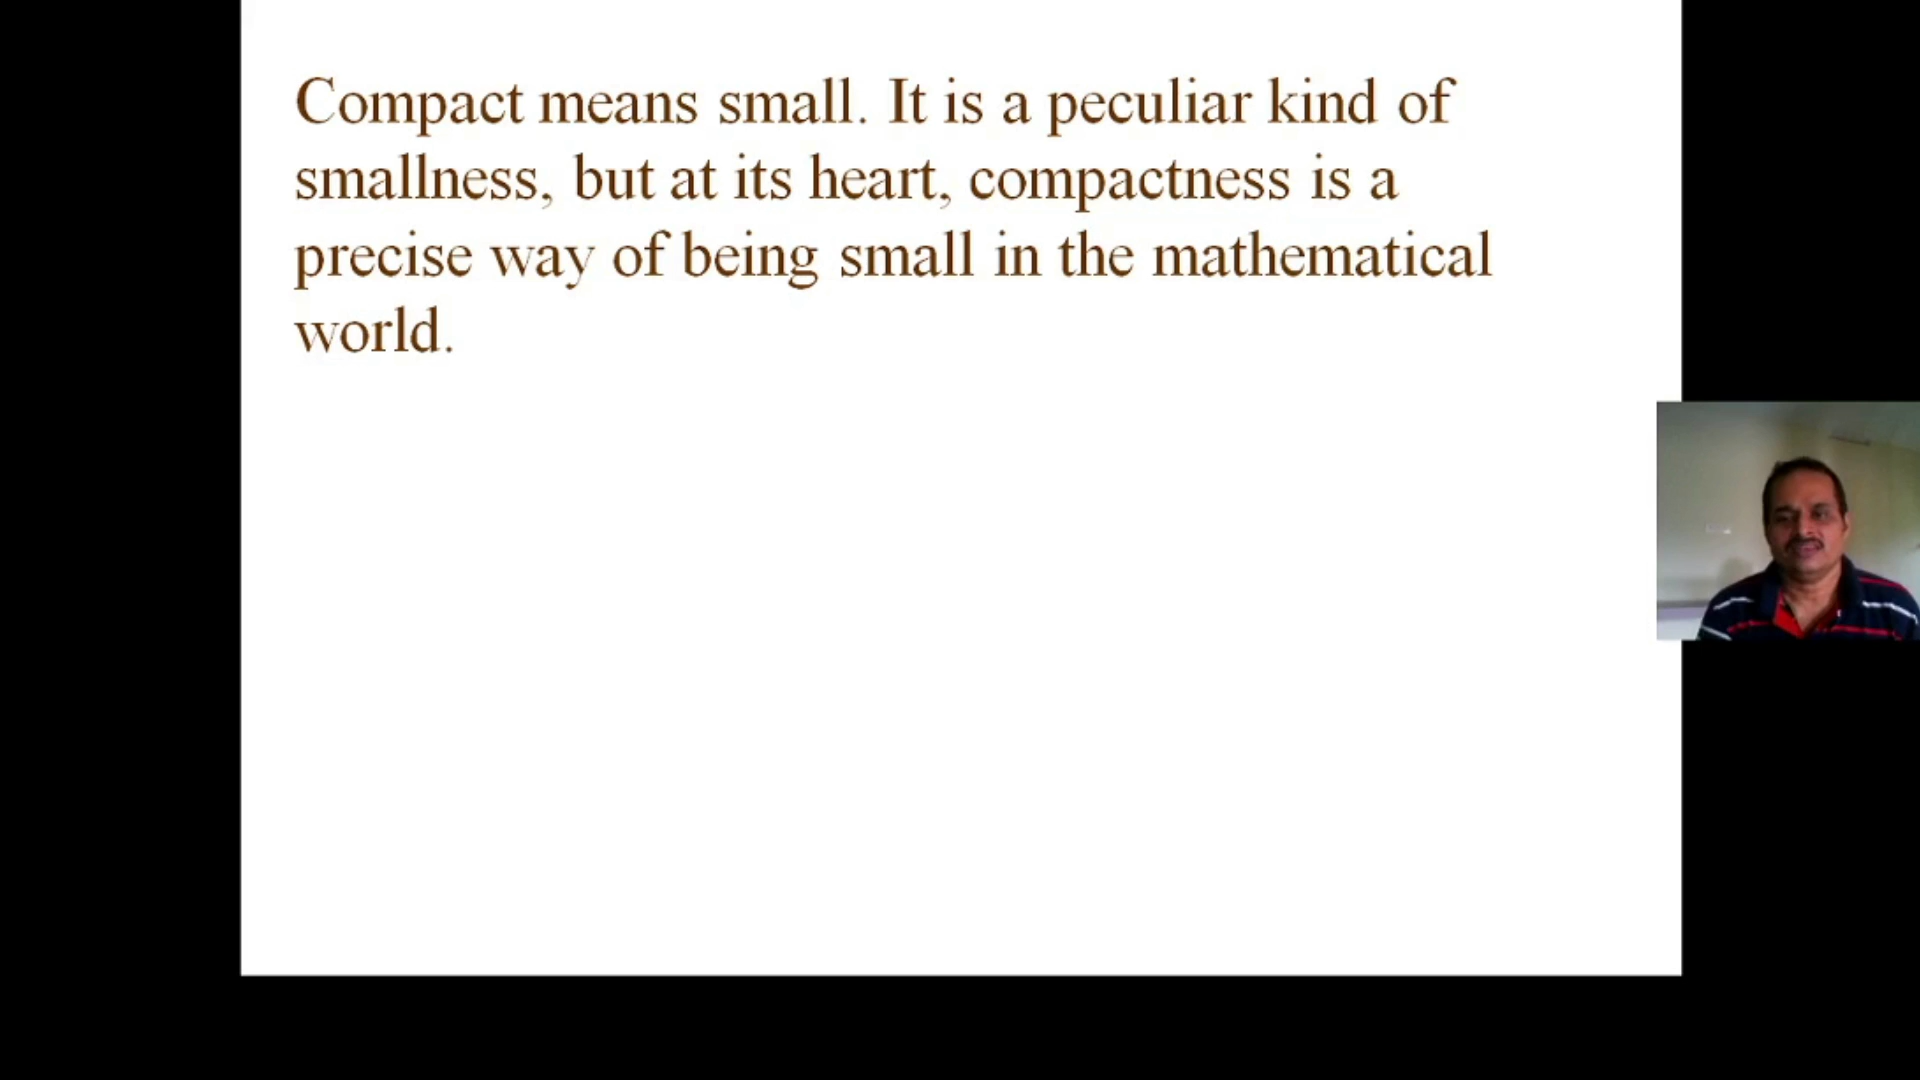 Compact means small. It is a peculiar kind of
smallness, but at its heart, compactness is a
precise way of being small in the mathematical
world.